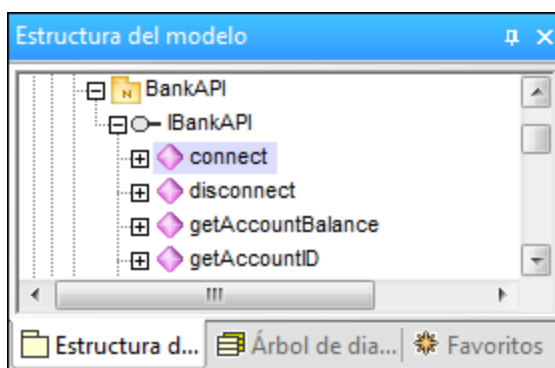 Estructura del modelo
BankAPI
IBankAPI
connect
disconnect
getAccountBalance
getAccountID
Estructura d... Árbol de dia... Favoritos